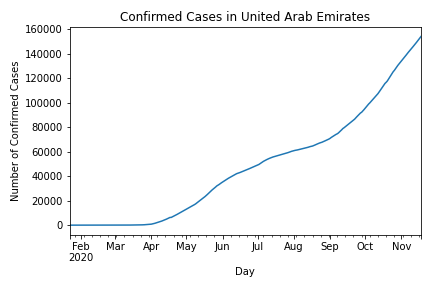 Confirmed Cases in United Arab Emirates
160000
140000
120000
100000
80000
60000
40000
20000
0
Number of Confirmed Cases
Feb Mar Apr May Jun Jul Aug Sep Oct Nov
2020
Day